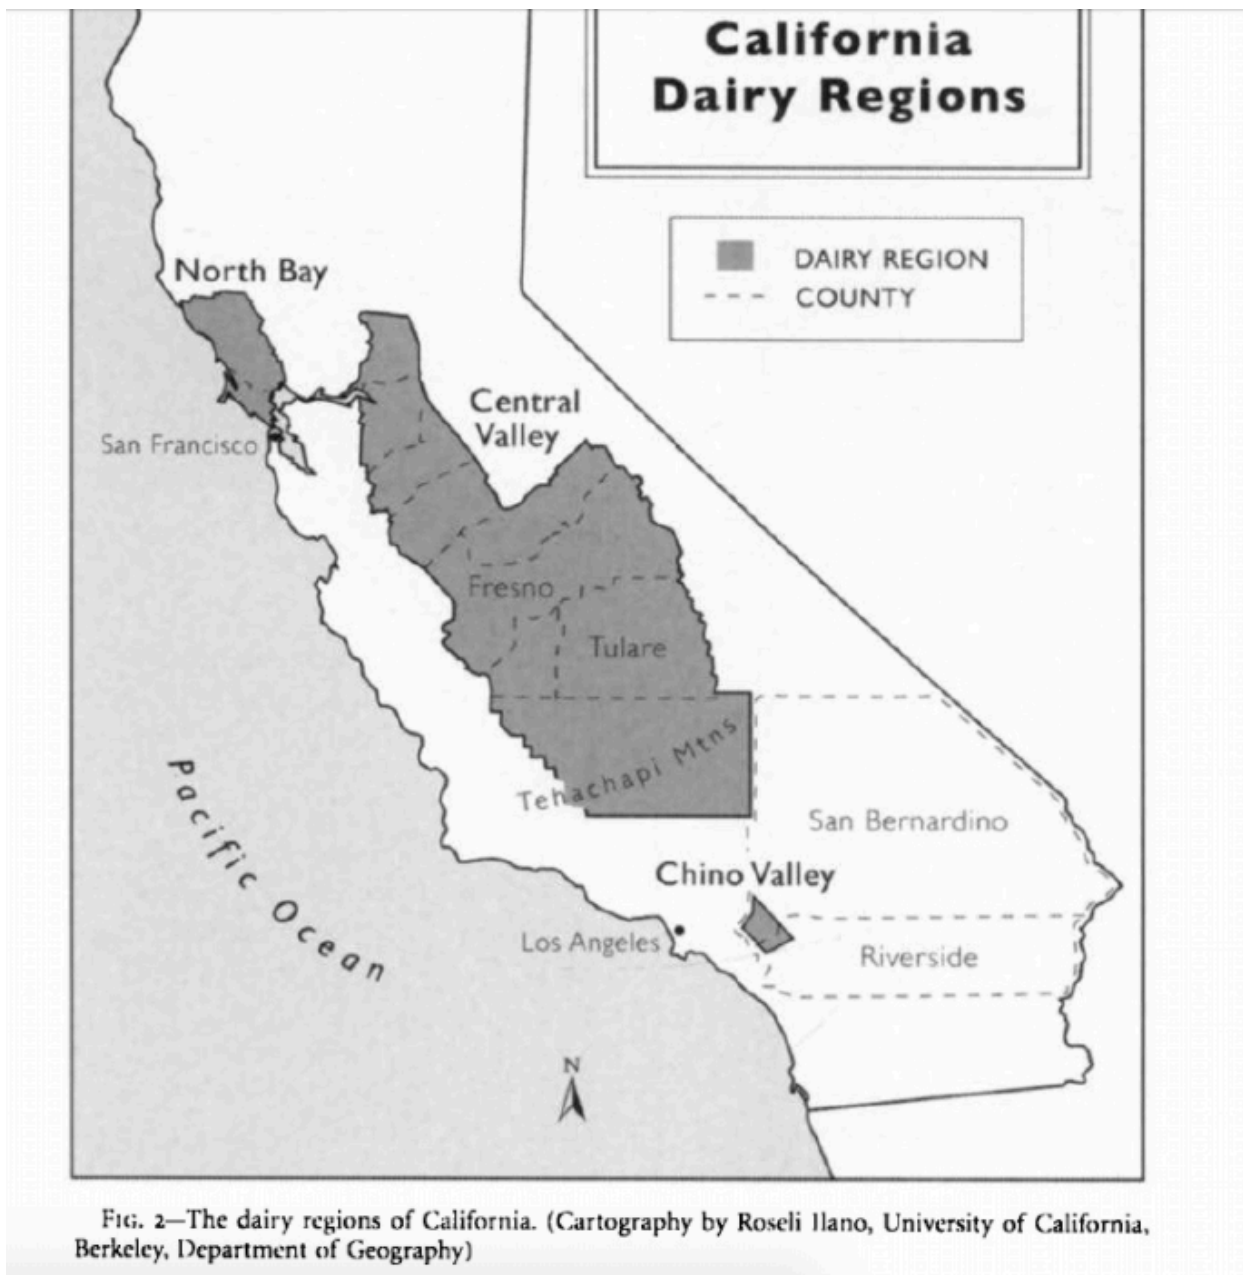 California
Dairy Regions
DAIRY REGION
COUNTY
North Bay
Central
Valley
San Francisco
Fresno
Tulare
Tehachapi Mtns
San Bernardino
Chino Valley
Los Angeles
Riverside
Pacific Ocean
N
FIG. 2—The dairy regions of California. (Cartography by Roseli Ilano, University of California,
Berkeley, Department of Geography)